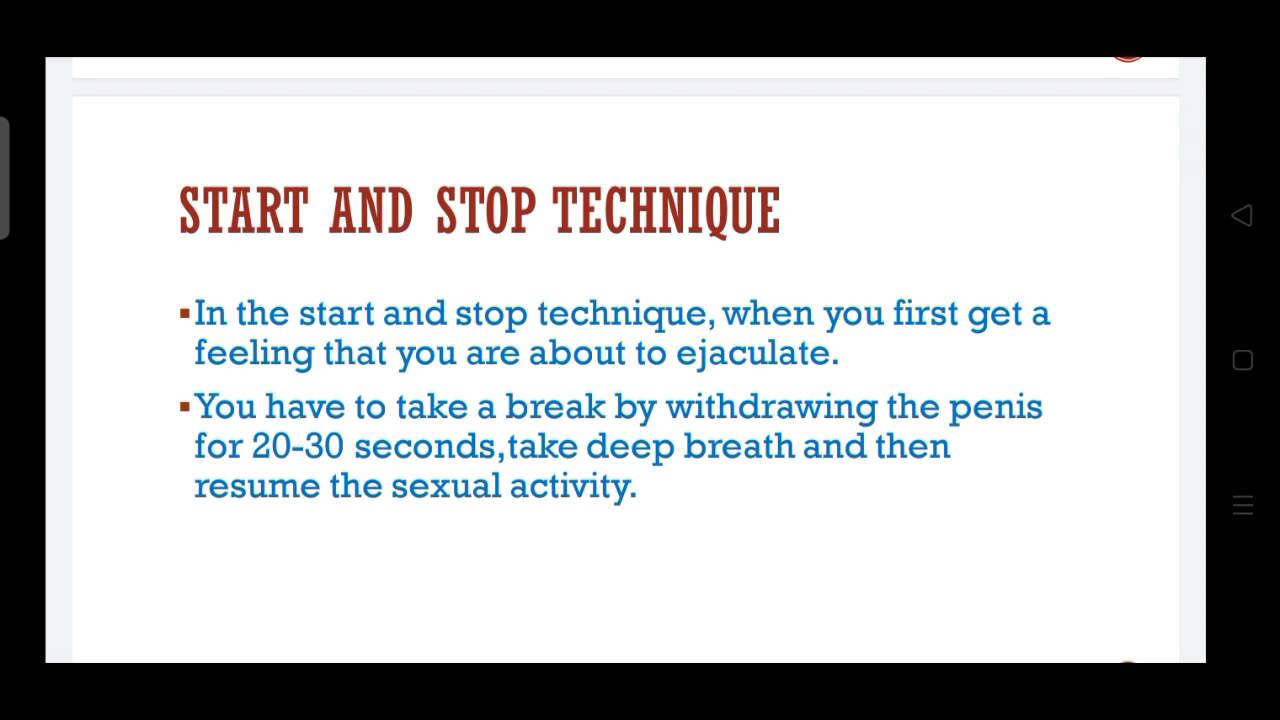 START AND STOP TECHNIQUE
▪In the start and stop technique, when you first get a
feeling that you are about to ejaculate.
▪You have to take a break by withdrawing the penis
for 20-30 seconds,take deep breath and then
resume the sexual activity.